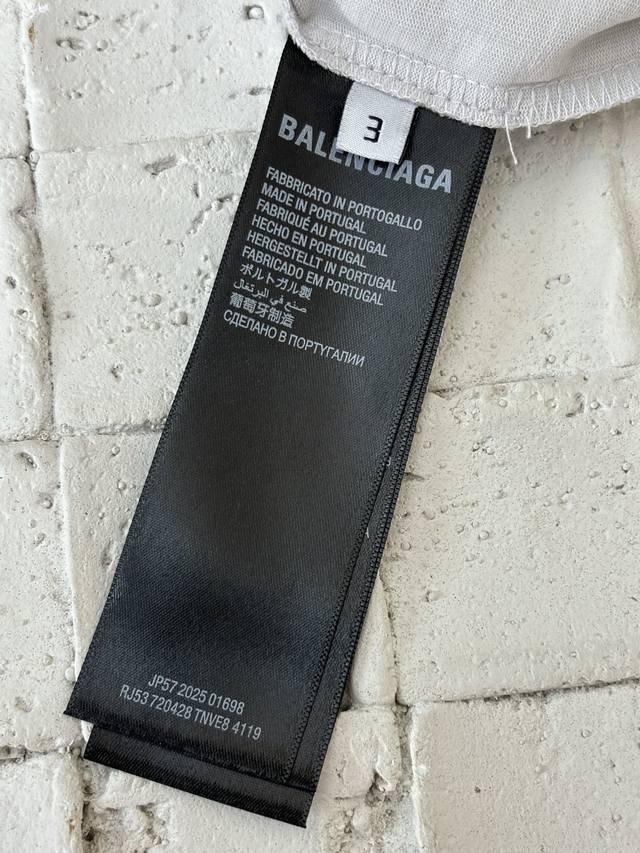 3
BALENCIAGA
FABBRICATO IN PORTOGALLO
MADE IN PORTUGAL
FABRIQUÉ AU PORTUGAL
HECHO EN PORTUGAL
HERGESTELLT IN PORTUGAL
FABRICADO EM PORTUGAL
ポルトガル製
صنع في البرتغال
葡萄牙制造
СДЕЛАНО В ПОРТУГАЛИИ
JP57 2025 01698
RJ53 720428 TNVE8 4119